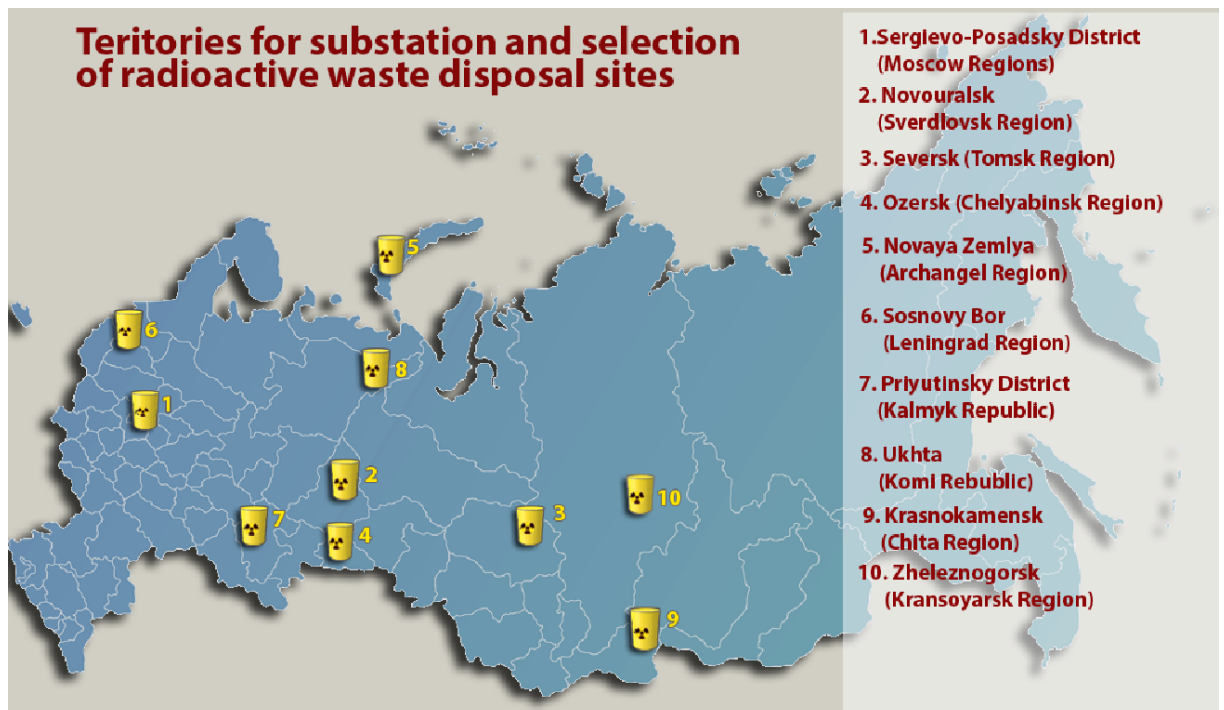 Teritories for substation and selection
of radioactive waste disposal sites
1.Sergievo-Posadsky District
(Moscow Regions)
2. Novouralsk
(Sverdlovsk Region)
3. Seversk (Tomsk Region)
4. Ozersk (Chelyabinsk Region)
5. Novaya Zemlya
(Archangel Region)
6. Sosnovy Bor
(Leningrad Region)
7. Priyutinsky District
(Kalmyk Republic)
8. Ukhta
(Komi Rebublic)
9. Krasnokamensk
(Chita Region)
10. Zheleznogorsk
(Kransoyarsk Region)
5
6
8
1
2
10
7
3
4
9